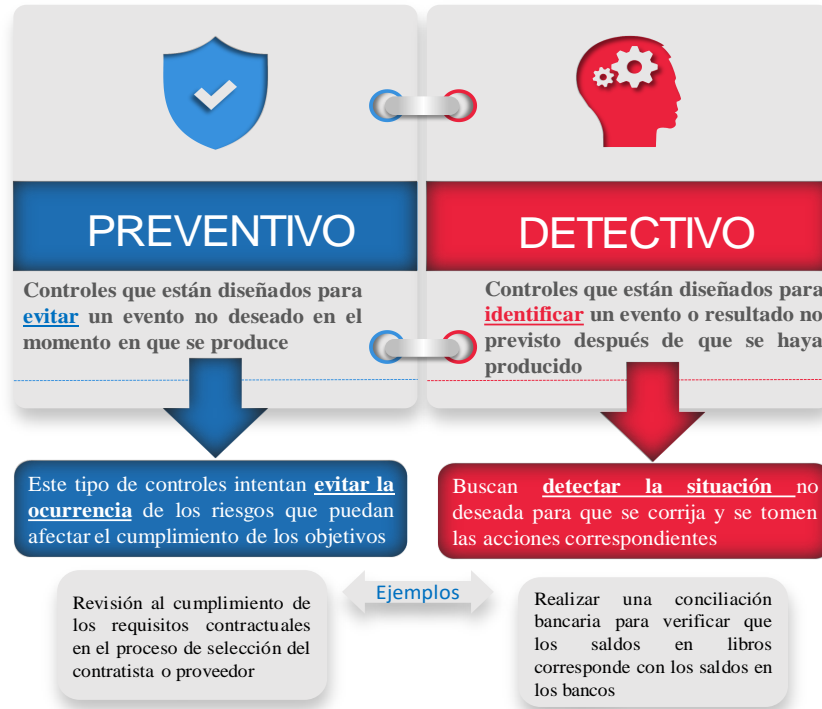 PREVENTIVO
Controles que están diseñados para
evitar un evento no deseado en el
momento en que se produce
Este tipo de controles intentan evitar la
ocurrencia de los riesgos que puedan
afectar el cumplimiento de los objetivos
DETECTIVO
Controles que están diseñados para
identificar un evento o resultado no
previsto después de que se haya
producido
Buscan detectar la situación no
deseada para que se corrija y se tomen
las acciones correspondientes
Ejemplos
Revisión al cumplimiento de
los requisitos contractuales
en el proceso de selección del
contratista o proveedor
Realizar una conciliación
bancaria para verificar que
los saldos en libros
corresponde con los saldos en
los bancos